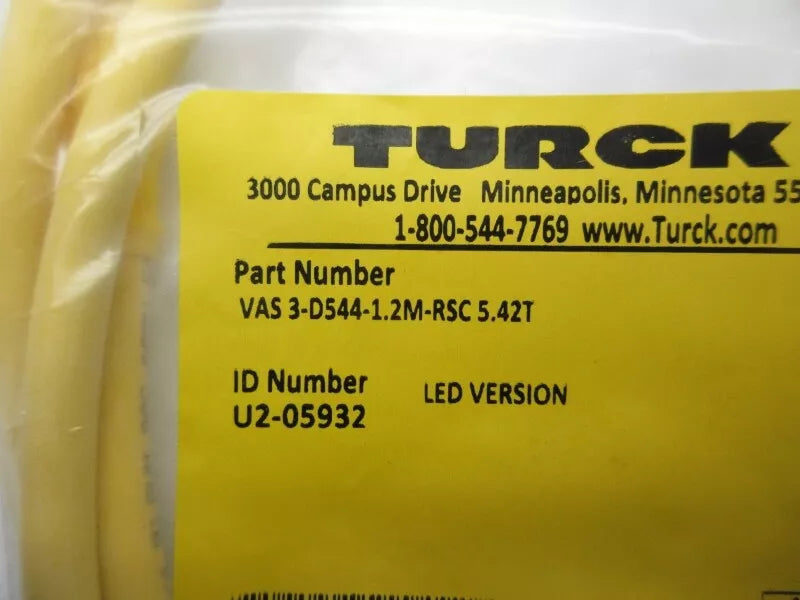 TURCK
3000 Campus Drive Minneapolis, Minnesota 55
1-800-544-7769 www.Turck.com
Part Number
VAS 3-D544-1.2M-RSC 5.42T
ID Number
LED VERSION
U2-05932